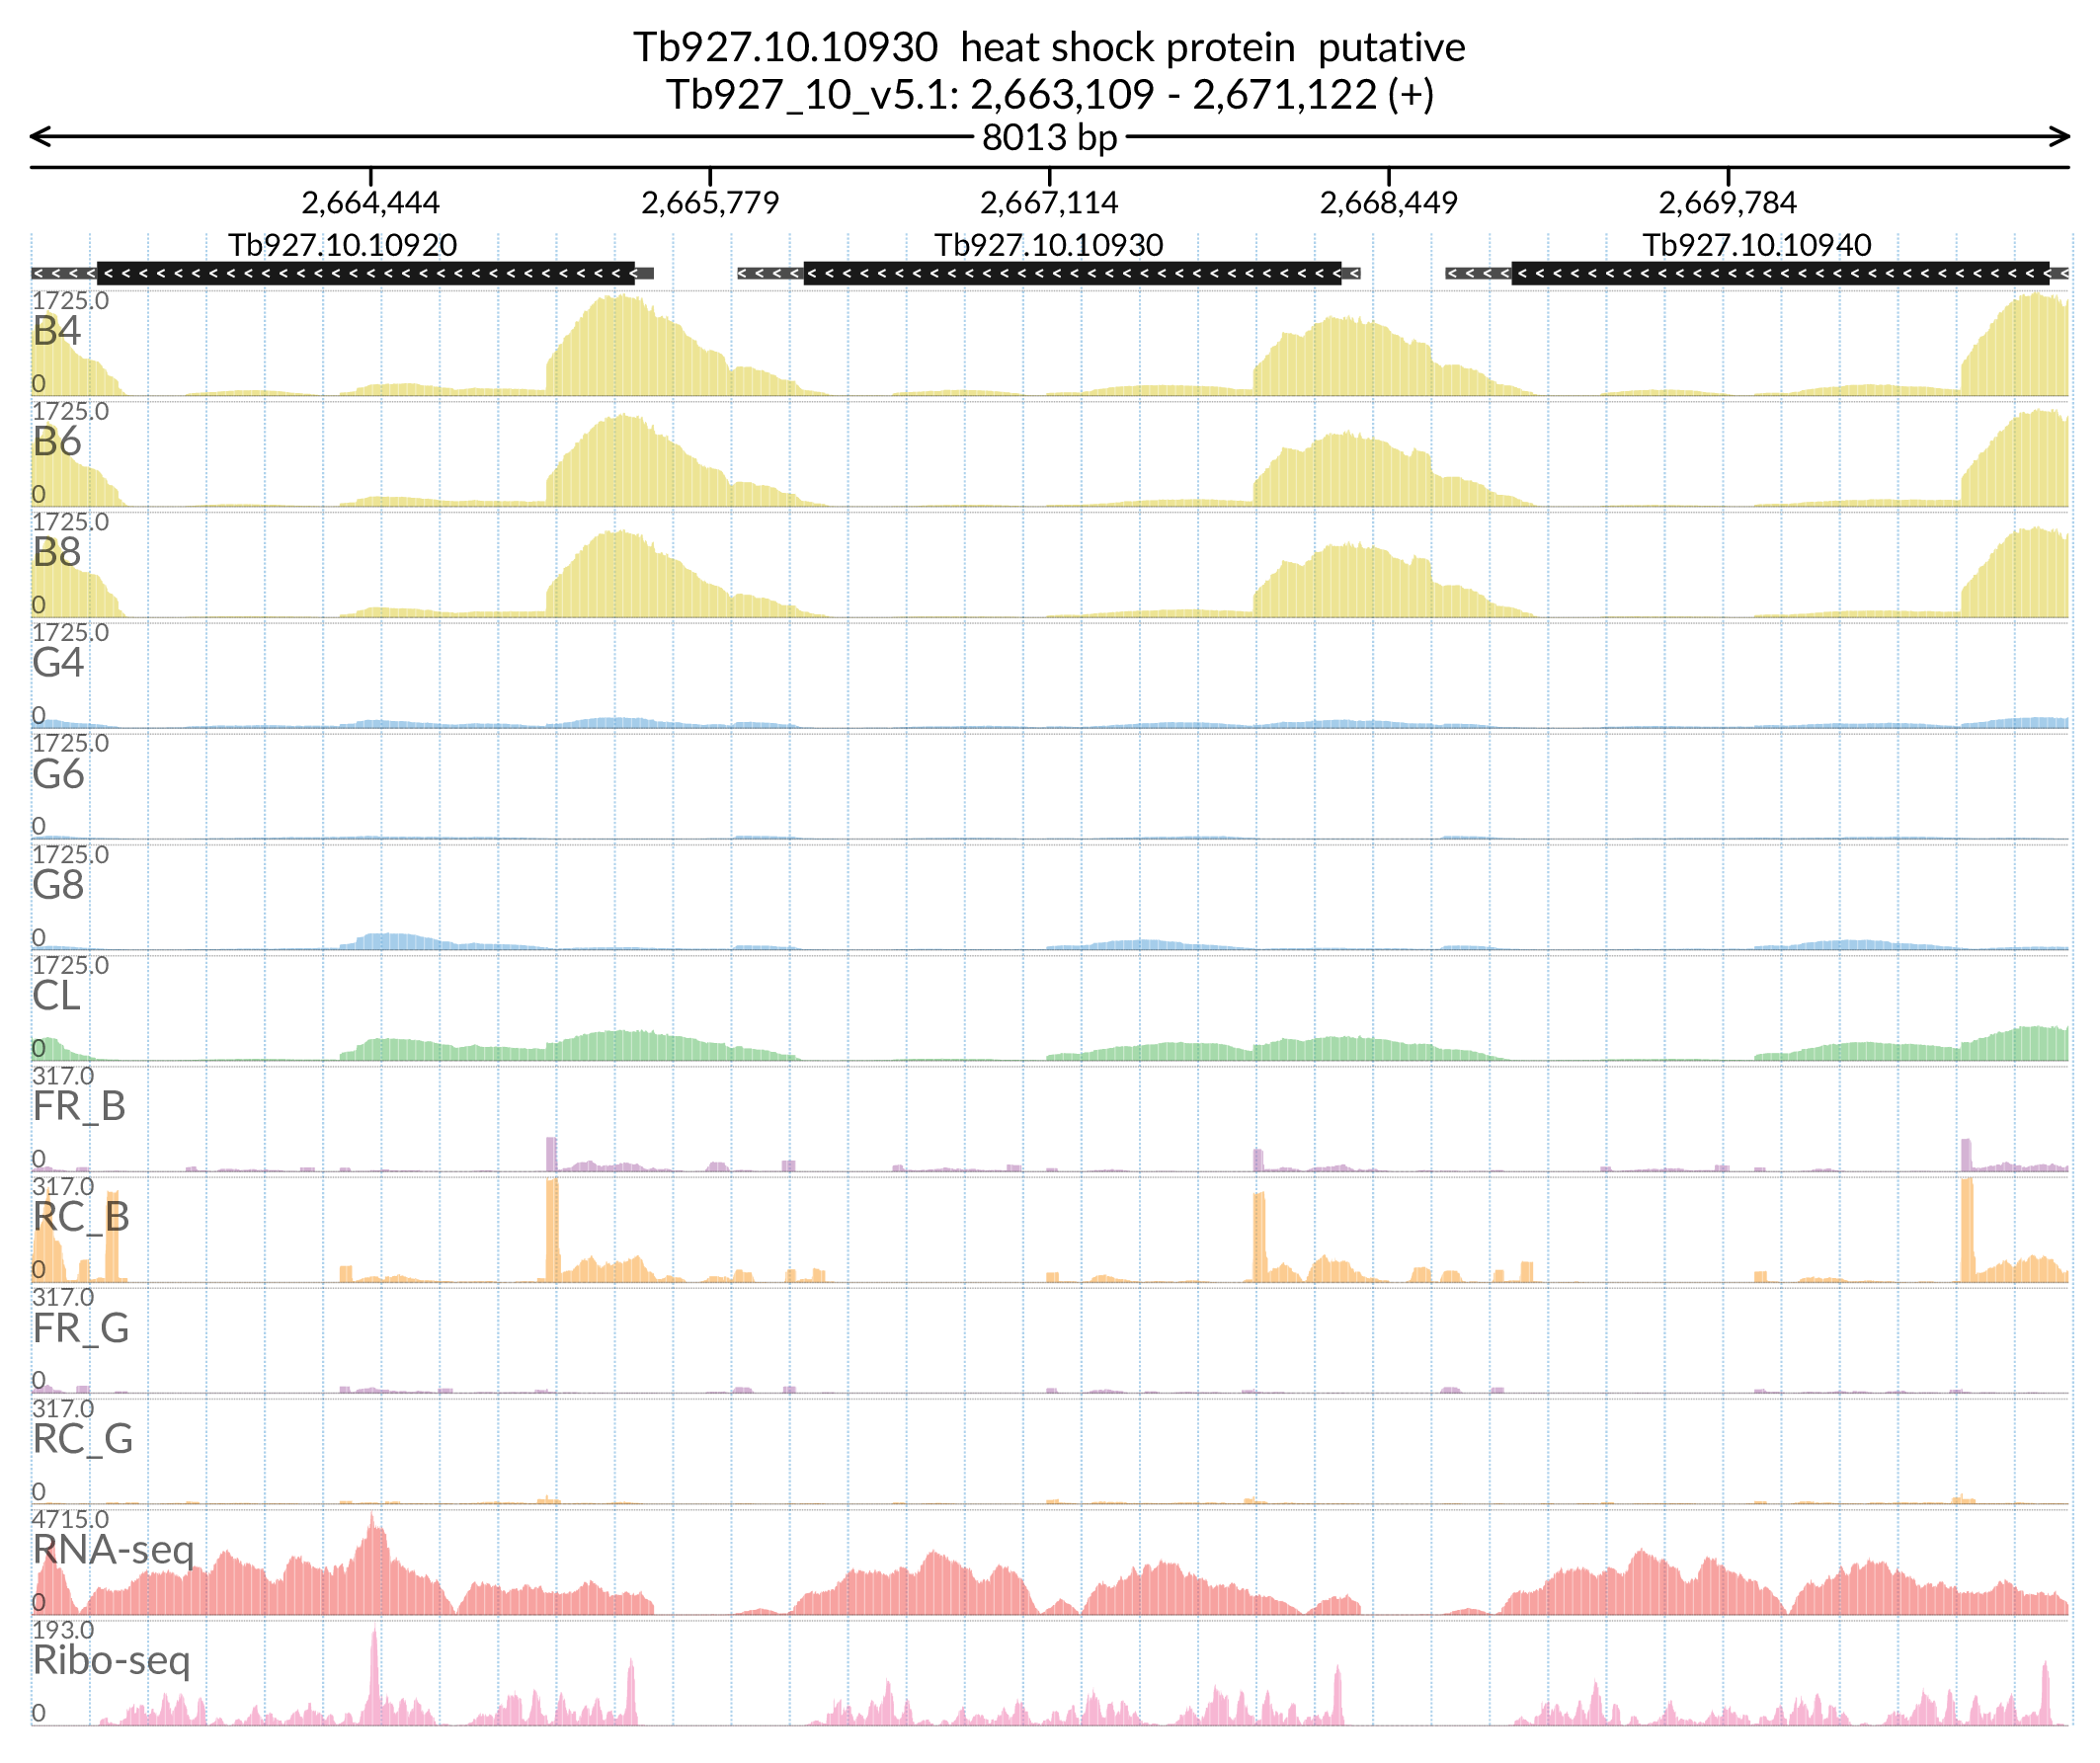 Tb927.10.10930  heat shock protein  putative
Tb927_10_v5.1: 2,663,109 - 2,671,122 (+)
8013 bp
2,664,444 2,665,779 2,667,114 2,668,449 2,669,784
Tb927.10.10920 Tb927.10.10930 Tb927.10.10940
1725.0
B4
0
1725.0
B6
0
1725.0
B8
0
1725.0
G4
0
1725.0
G6
0
1725.0
G8
0
1725.0
CL
0
317.0
FR_B
0
317.0
RC_B
0
317.0
FR_G
0
317.0
RC_G
0
4715.0
RNA-seq
0
193.0
Ribo-seq
0